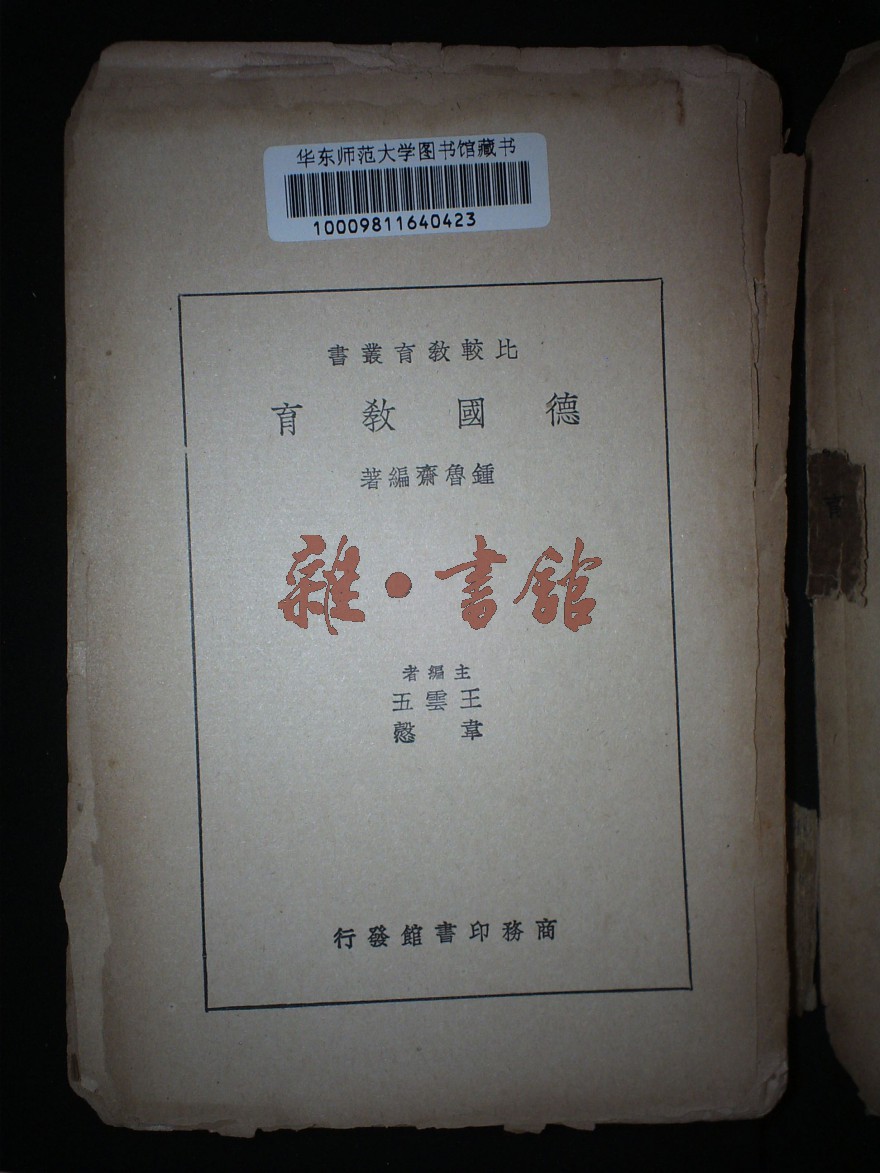 华东师范大学图书馆藏书
10009811640423
比較教育叢書
德國教育
鍾魯齋編著
雜·書館
主編者
王雲五
韋慤
商務印書館發行